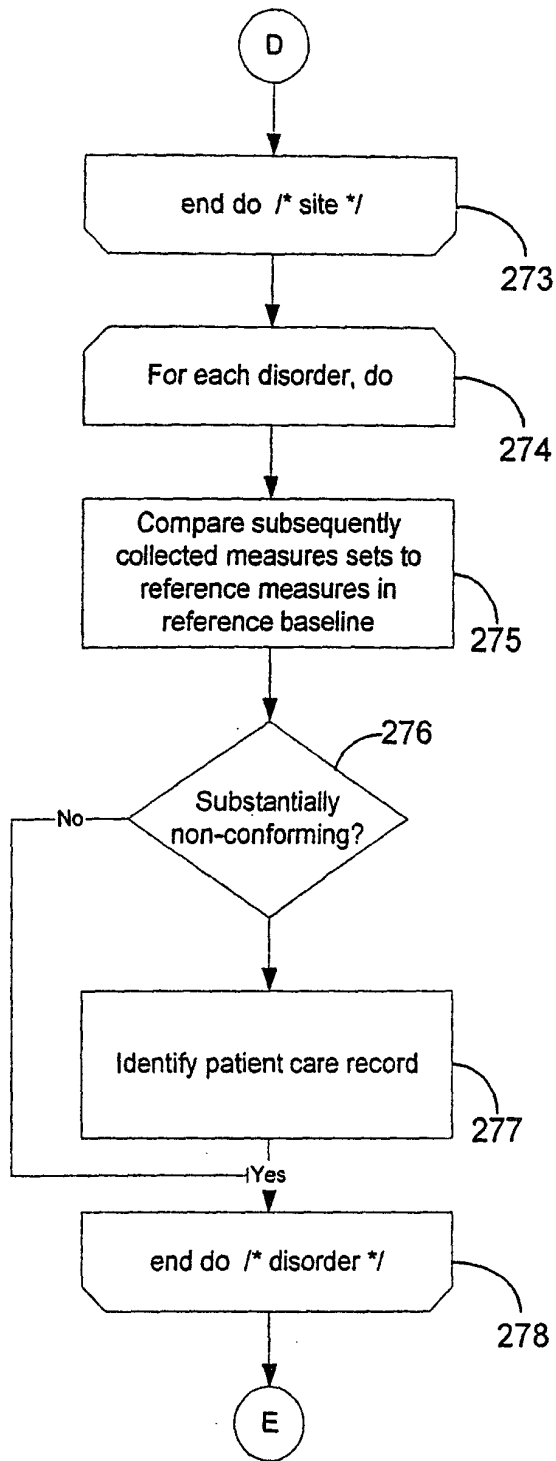 D
end do /* site */
273
For each disorder, do
274
Compare subsequently
collected measures sets to
reference measures in
reference baseline
275
276
Substantially
non-conforming?
No
Identify patient care record
277
Yes
end do /* disorder */
278
E